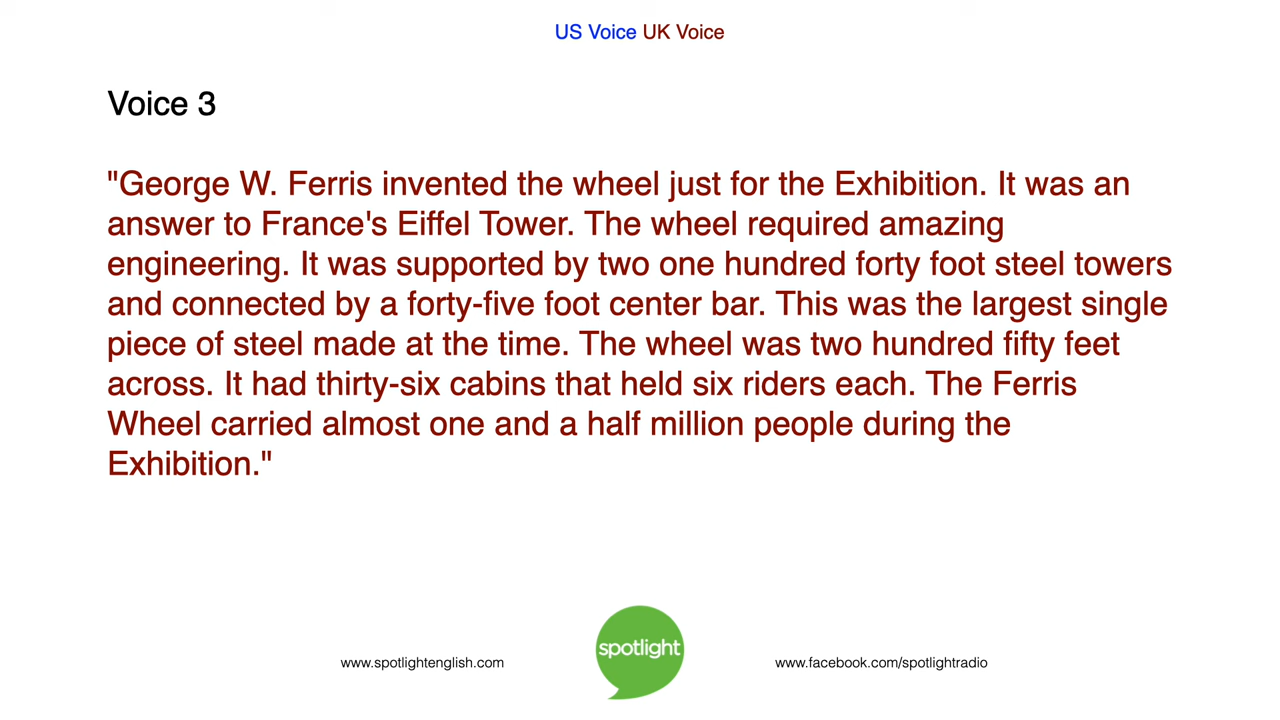 US Voice UK Voice
Voice 3
"George W. Ferris invented the wheel just for the Exhibition. It was an
answer to France's Eiffel Tower. The wheel required amazing
engineering. It was supported by two one hundred forty foot steel towers
and connected by a forty-five foot center bar. This was the largest single
piece of steel made at the time. The wheel was two hundred fifty feet
across. It had thirty-six cabins that held six riders each. The Ferris
Wheel carried almost one and a half million people during the
Exhibition."
spotlight
www.spotlightenglish.com
www.facebook.com/spotlightradio